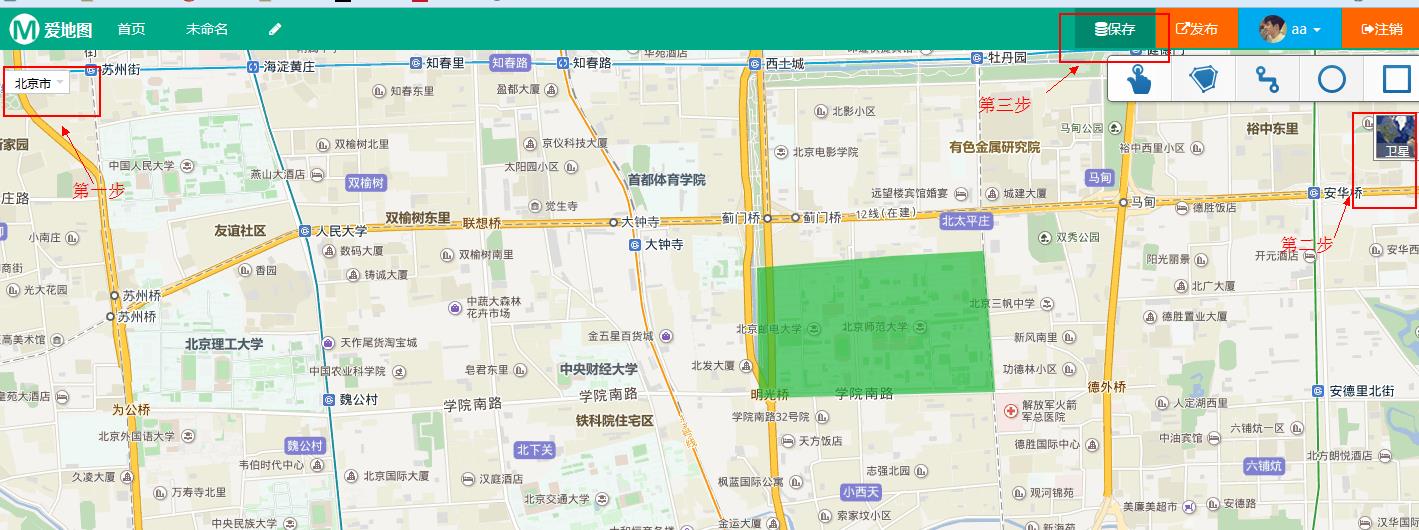 爱地图
首页
未命名
保存
发布
aa
注销
苏州街
海淀黄庄
知春里
知春路
知春路
西土城
牡丹园
北京市
知春东里
盈都大厦
北影小区
第三步
马甸公园
裕中东里
卫星
双榆树北里
京仪科技大厦
北京电影学院
有色金属研究院
裕中西里小区
中国人民大学
燕山大酒店
太阳园小区
双榆树
首都体育学院
马甸
第一步
远望楼宾馆婚宴
城建大厦
安华桥
庄路
觉生寺
马甸
德胜饭店
双榆树东里
联想桥
大钟寺
蓟门桥
蓟门桥
12线(在建)
北太平庄
友谊社区
人民大学
小南庄
数码大厦
大钟寺
双秀公园
第二步
双榆树南里
阳光丽景
开元酒店
安华西
香园
铸诚大厦
光大花园
北广大厦
苏州桥
中蔬大森林
花卉市场
北京三帆中学
苏州桥
德胜置业大厦
北京邮电大学
北京师范大学
北京理工大学
天作尾货淘宝城
金五星百货城
新风南里
中国农业科学院
皂君东里
中央财经大学
北发大厦
功德林小区
德外桥
安德里北街
魏公村
学院南路
学院南路
明光桥
学院南路
为公桥
铁科院住宅区
学院南路32号院
解放军火箭
军总医院
人定湖西里
北京外国语大学
魏公村
北下关
天方饭店
德胜国际中心
中油宾馆
六铺炕一区
韦伯时代中心
北方朗悦酒店
六铺炕
久凌大厦
北京国际大厦
汉庭酒店
枫蓝国际公寓
志强北园
万寿寺北里
北京交通大学
小西天
观河锦苑
美廉美超市
安德路
中央民族大学
金运大厦
索家坟小区
新海苑
汉华国